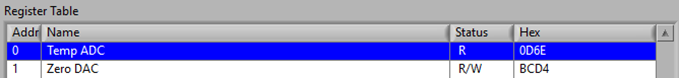 Register Table
Addr Name Status Hex
0 Temp ADC R 0D6E
1 Zero DAC R/W BCD4